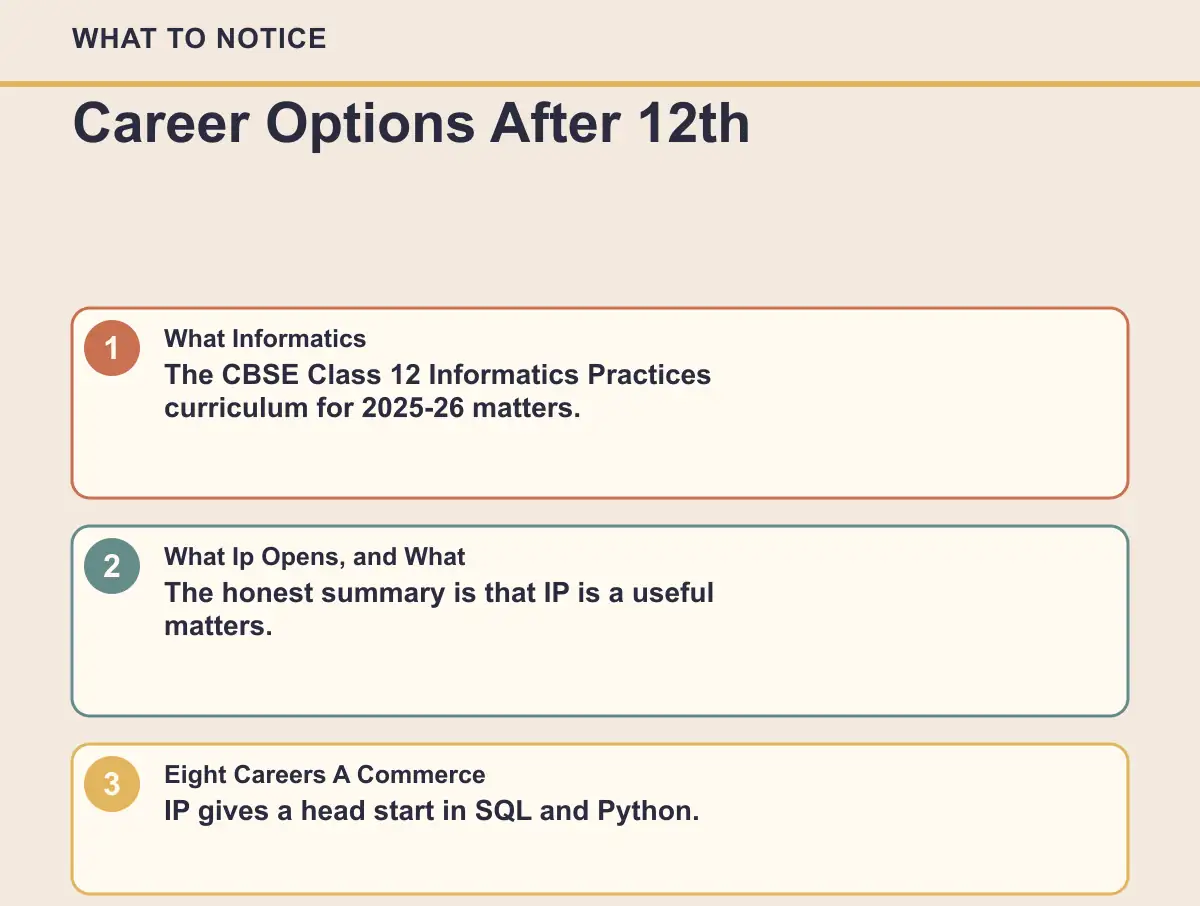 WHAT TO NOTICE
Career Options After 12th
1
What Informatics
The CBSE Class 12 Informatics Practices
curriculum for 2025-26 matters.
2
What Ip Opens, and What
The honest summary is that IP is a useful
matters.
3
Eight Careers A Commerce
IP gives a head start in SQL and Python.